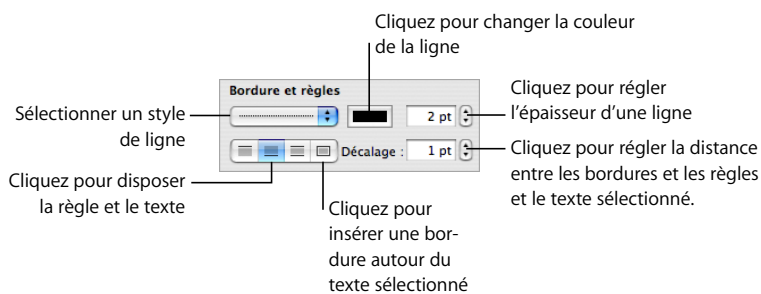 Cliquez pour changer la couleur
de la ligne
Bordure et règles
Sélectionner un style
de ligne
2 pt
Cliquez pour régler
l'épaisseur d'une ligne
Décalage :
1 pt
Cliquez pour régler la distance
entre les bordures et les règles
et le texte sélectionné.
Cliquez pour disposer
la règle et le texte
Cliquez pour
insérer une bor-
dure autour du
texte sélectionné